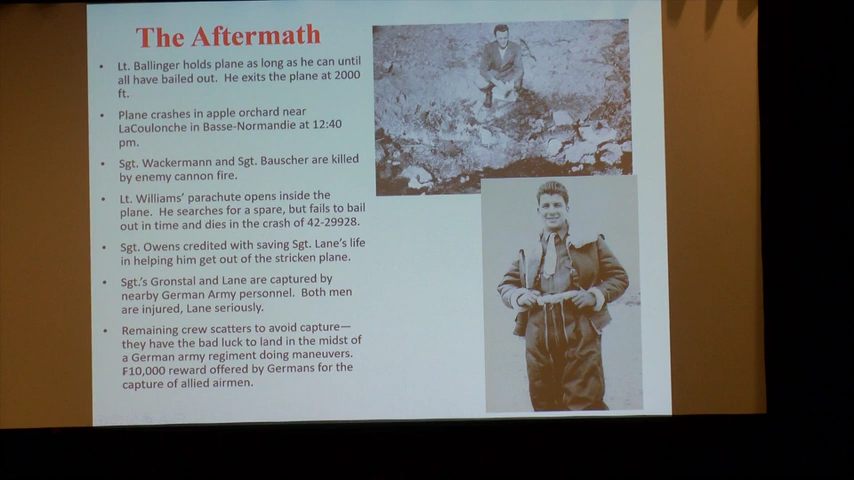 The Aftermath
• Lt. Ballinger holds plane as long as he can until
all have bailed out. He exits the plane at 2000
ft.
• Plane crashes in apple orchard near
LaCoulonche in Basse-Normandie at 12:40
pm.
• Sgt. Wackermann and Sgt. Bauscher are killed
by enemy cannon fire.
• Lt. Williams' parachute opens inside the
plane. He searches for a spare, but fails to bail
out in time and dies in the crash of 42-29928.
• Sgt. Owens credited with saving Sgt. Lane's life
in helping him get out of the stricken plane.
• Sgt.'s Gronstal and Lane are captured by
nearby German Army personnel. Both men
are injured, Lane seriously.
• Remaining crew scatters to avoid capture—
they have the bad luck to land in the midst of
a German army regiment doing maneuvers.
₣10,000 reward offered by Germans for the
capture of allied airmen.